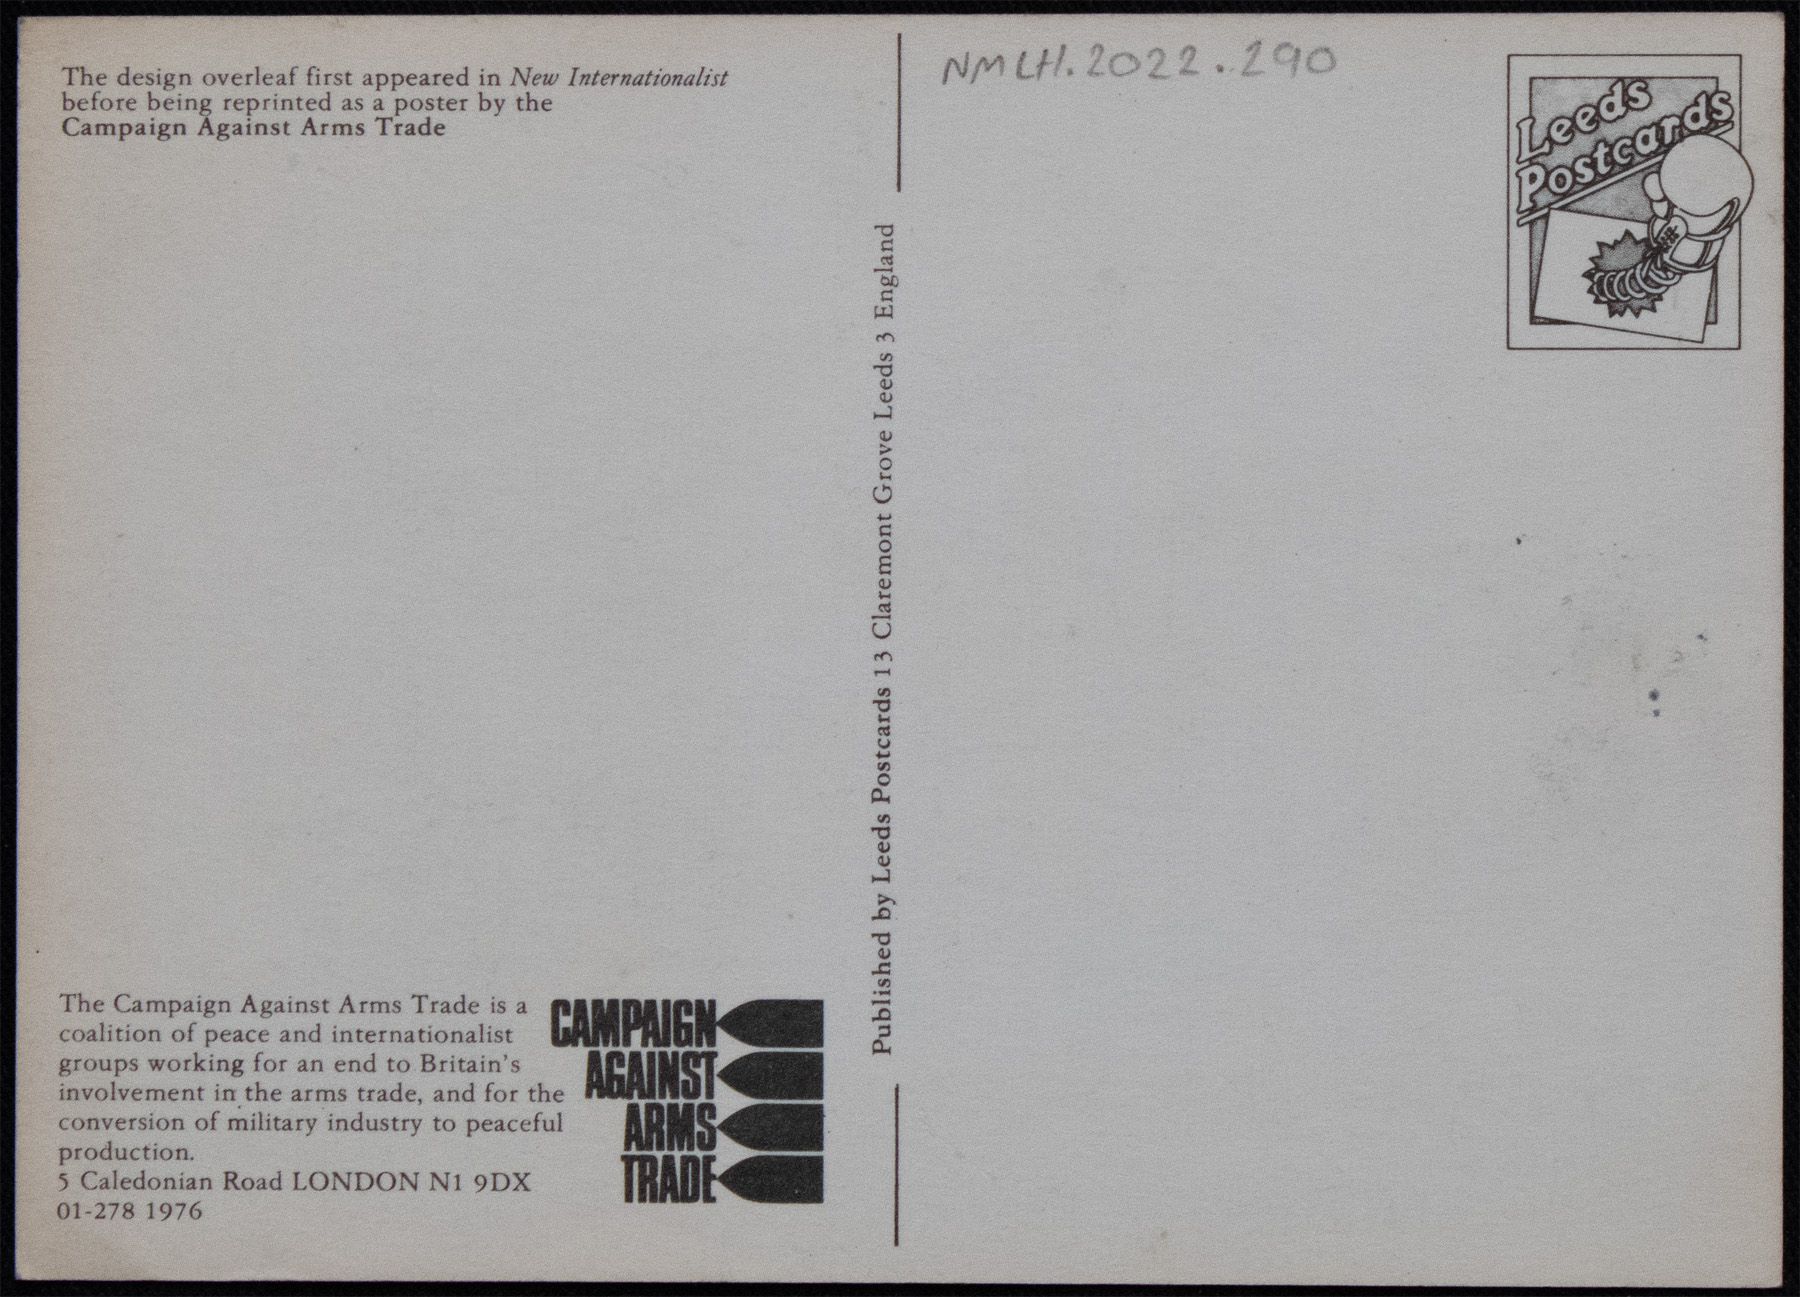 The design overleaf first appeared in New Internationalist
before being reprinted as a poster by the
Campaign Against Arms Trade
NMLH.2022.290
Leeds
Postcards
Published by Leeds Postcards 13 Claremont Grove Leeds 3 England
The Campaign Against Arms Trade is a
coalition of peace and internationalist
groups working for an end to Britain's
involvement in the arms trade, and for the
conversion of military industry to peaceful
production.
5 Caledonian Road LONDON N1 9DX
01-278 1976
CAMPAIGN
AGAINST
ARMS
TRADE